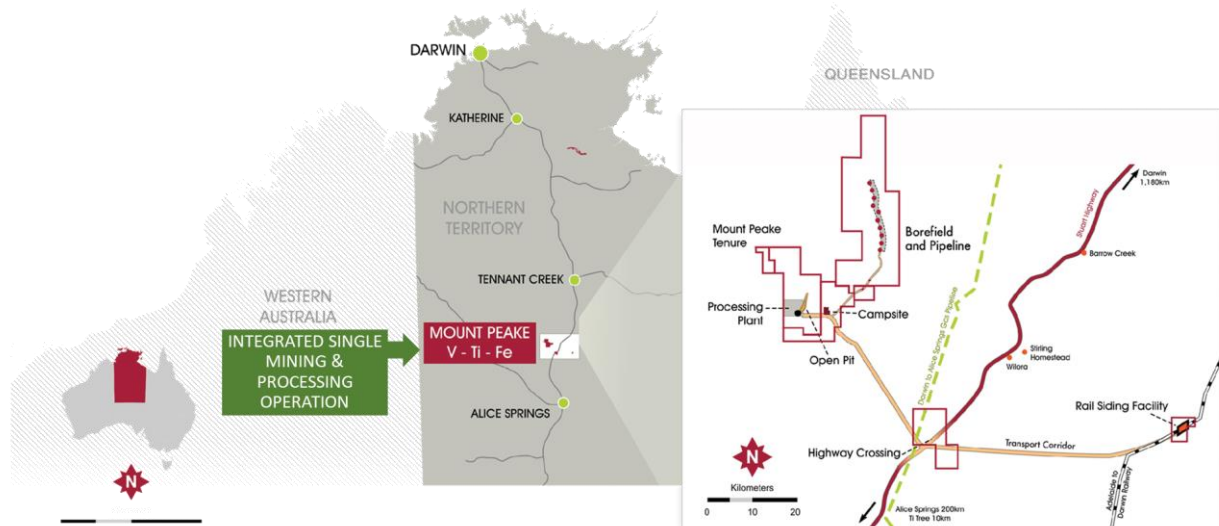 DARWIN
KATHERINE
NORTHERN
TERRITORY
TENNANT CREEK
WESTERN
AUSTRALIA
INTEGRATED SINGLE
MINING &
PROCESSING
OPERATION
MOUNT PEAKE
V - Ti - Fe
ALICE SPRINGS
N
QUEENSLAND
Darwin
1,180km
Stuart Highway
Mount Peake
Tenure
Borefield and
Pipeline
Barrow Creek
Processing
Plant
Campsite
Open Pit
Darwin to Alice Springs Gas Pipeline
Stirling
Homestead
Wilora
Rail Siding Facility
Highway Crossing
Transport Corridor
N
Kilometers
0 10 20
Adelaide to
Darwin Railway
Alice Springs 200km
Ti Tree 10km